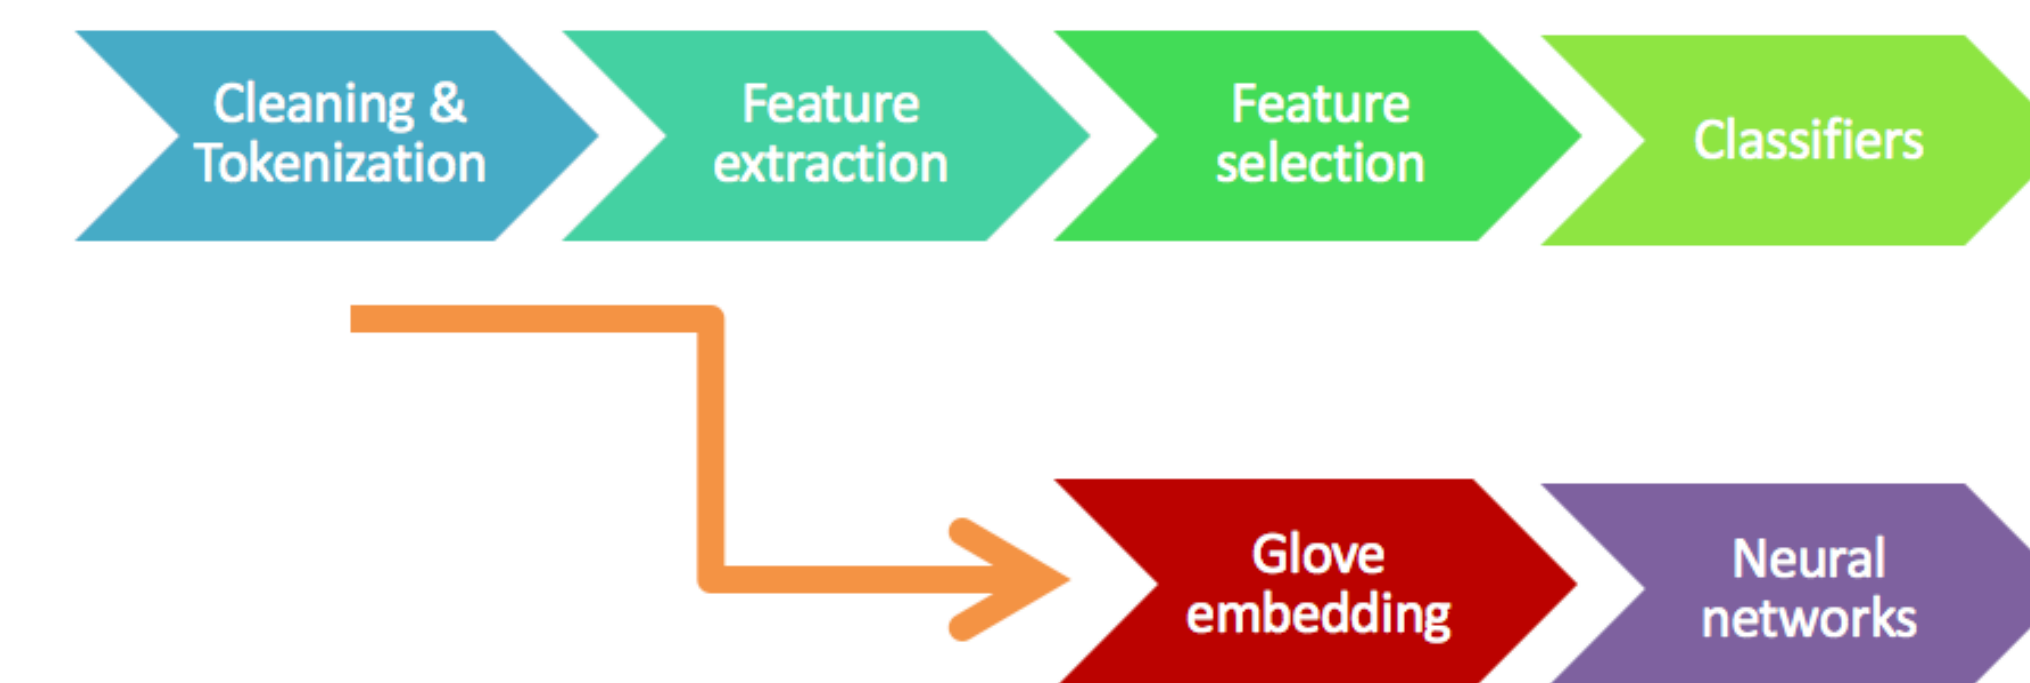 Cleaning &
Tokenization
Feature
extraction
Feature
selection
Classifiers
Glove
embedding
Neural
networks